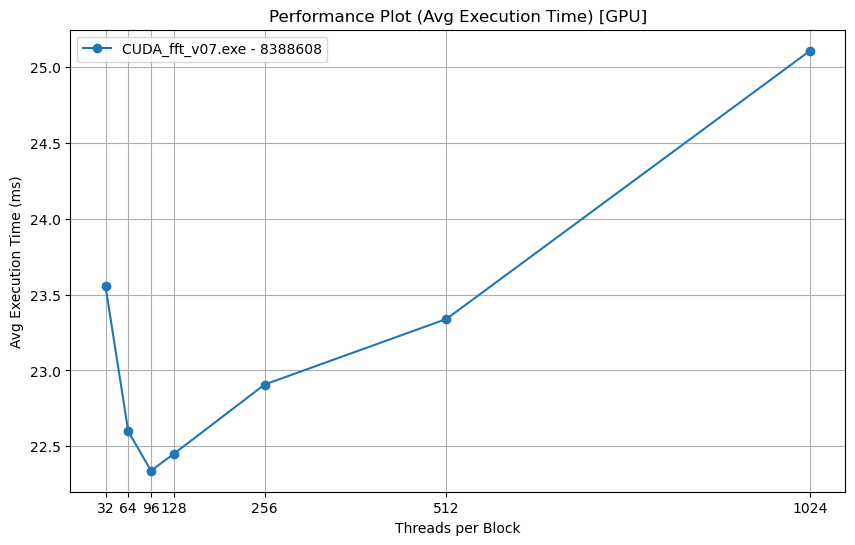 Performance Plot (Avg Execution Time) [GPU]
CUDA_fft_v07.exe - 8388608
25.0
24.5
24.0
23.5
23.0
22.5
Avg Execution Time (ms)
32 64 96 128 256 512 1024
Threads per Block